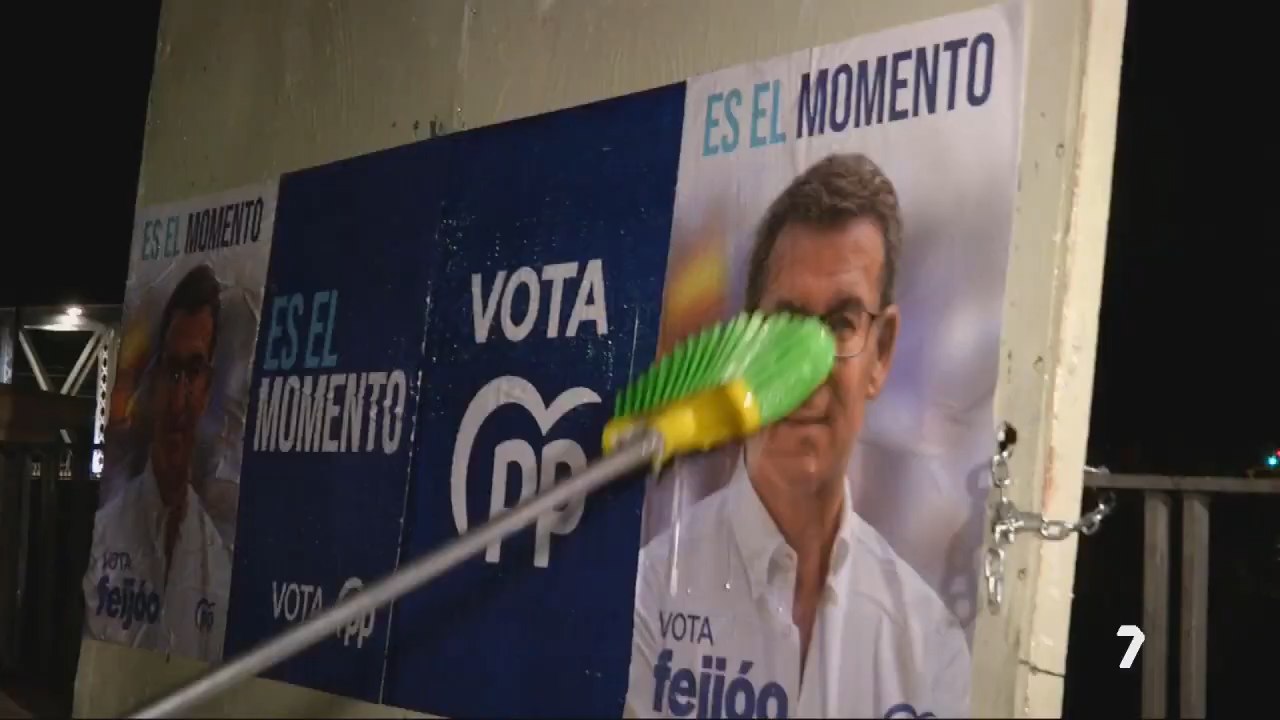 ES EL MOMENTO
VOTA
feijóo
ES EL
MOMENTO
VOTA pp
VOTA
pp
ES EL MOMENTO
VOTA
feijóo
7